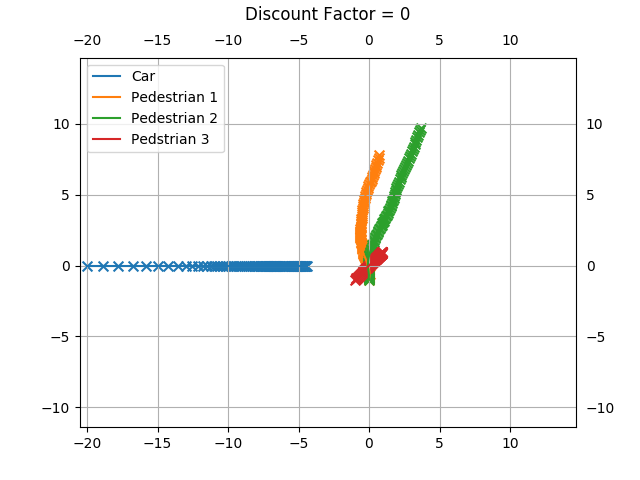 Discount Factor = 0
−20 −15 −10 −5 0 5 10
Car
Pedestrian 1
Pedestrian 2
Pedstrian 3
10 10
5 5
0 0
−5 −5
−10 −10
−20 −15 −10 −5 0 5 10